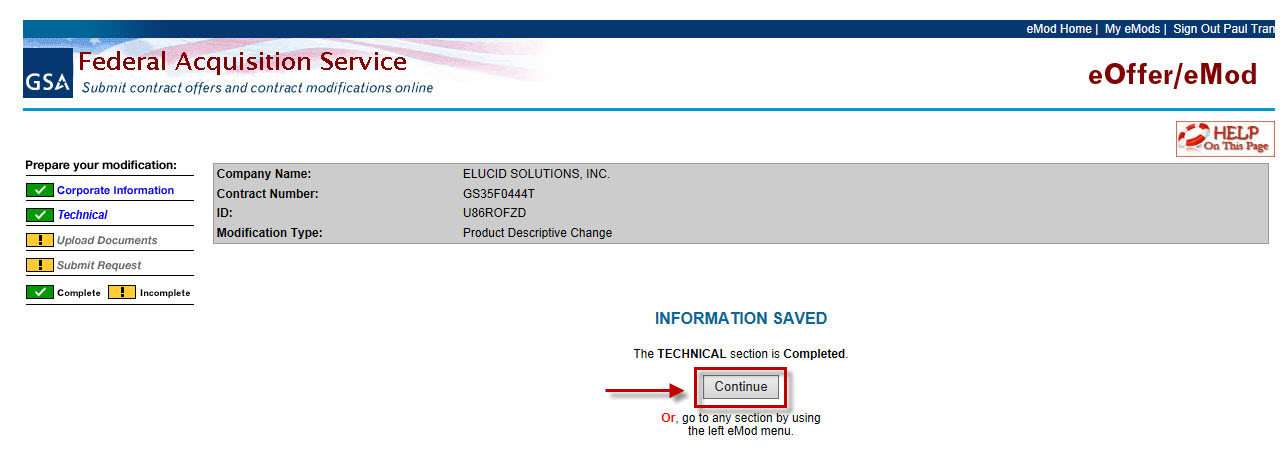 eMod Home | My eMods | Sign Out Paul Tran
GSA
Federal Acquisition Service
Submit contract offers and contract modifications online
eOffer/eMod
HELP
On This Page
Prepare your modification:
Corporate Information
Technical
Upload Documents
Submit Request
Complete ! Incomplete
Company Name: ELUCID SOLUTIONS, INC.
Contract Number: GS35F0444T
ID: U86ROFZD
Modification Type: Product Descriptive Change
INFORMATION SAVED
The TECHNICAL section is Completed.
Continue
Or, go to any section by using
the left eMod menu.